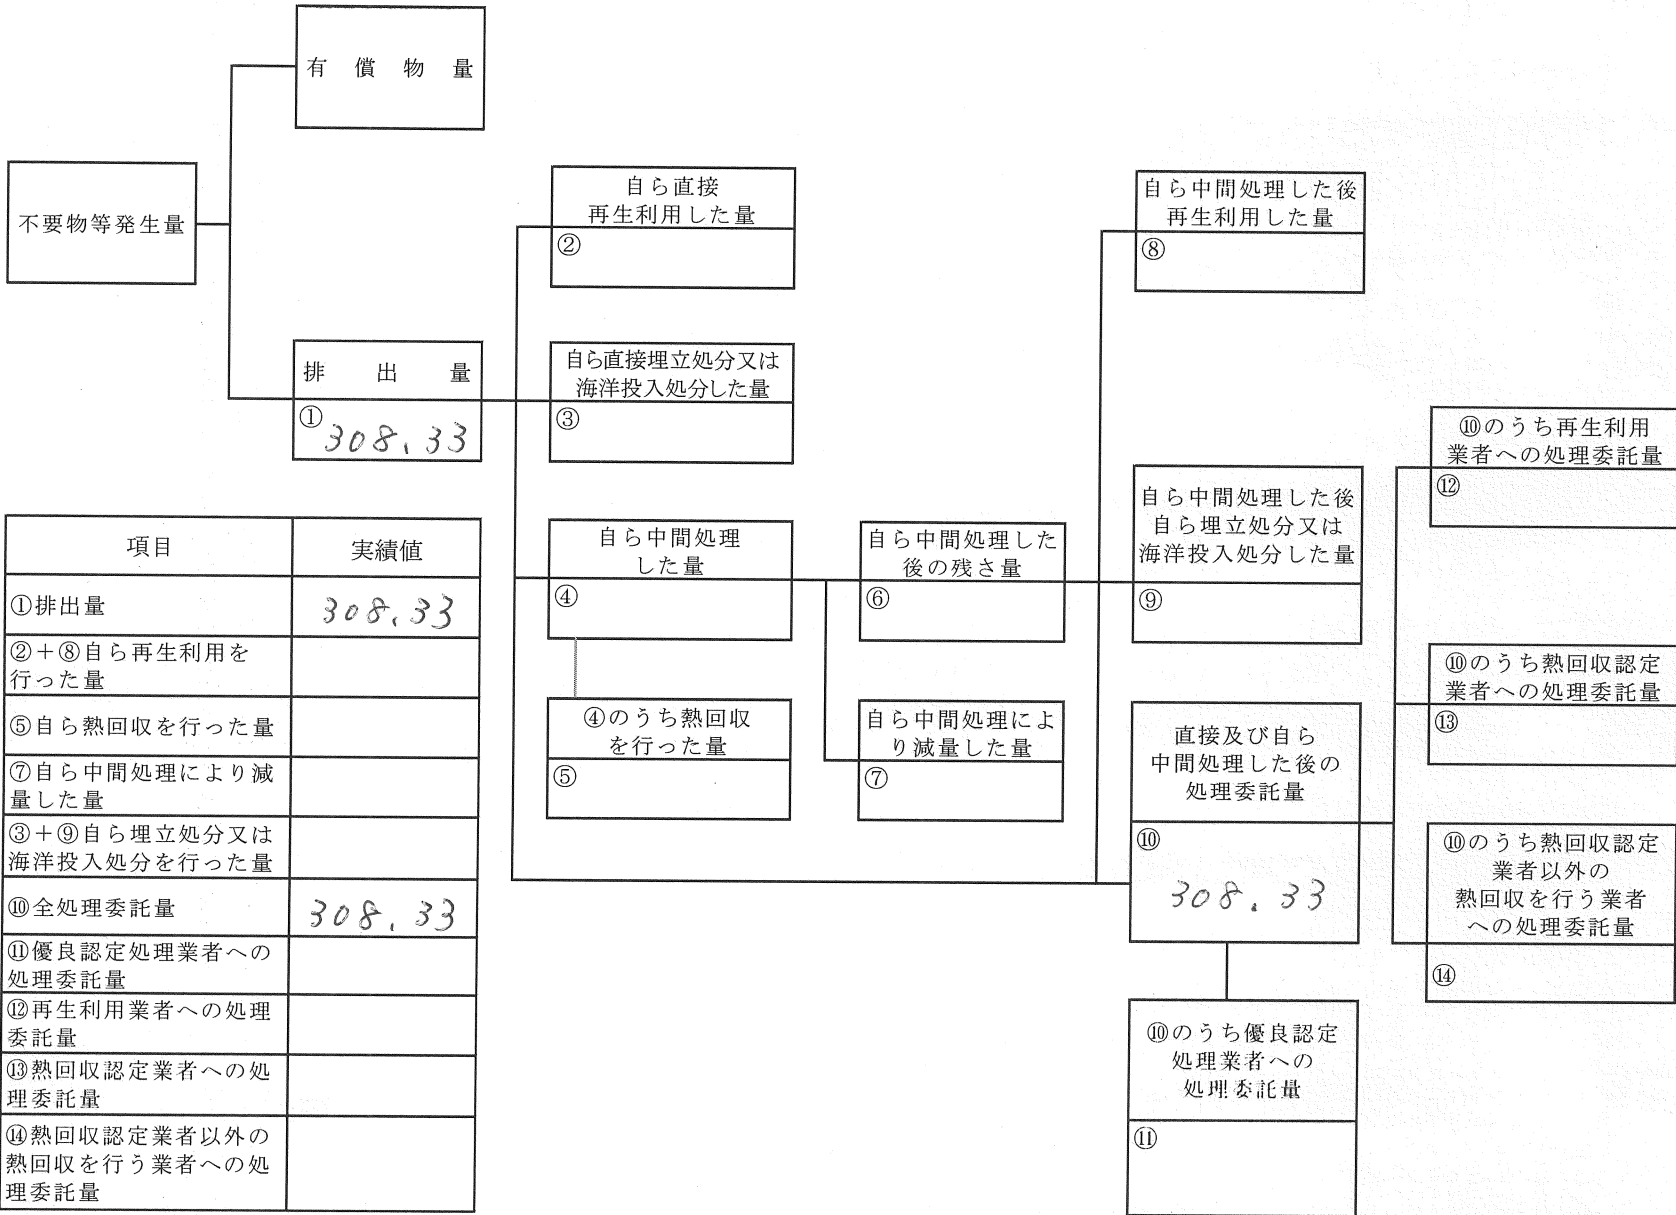 有償物量
不要物等発生量
排出量
①
308.33
自ら直接
再生利用した量
②
自ら直接埋立処分又は
海洋投入処分した量
③
自ら中間処理
した量
④
④のうち熱回収
を行った量
⑤
自ら中間処理した
後の残さ量
⑥
自ら中間処理によ
り減量した量
⑦
自ら中間処理した後
再生利用した量
⑧
自ら中間処理した後
自ら埋立処分又は
海洋投入処分した量
⑨
直接及び自ら
中間処理した後の
処理委託量
⑩
308.33
⑩のうち優良認定
処理業者への
処理委託量
⑪
⑩のうち再生利用
業者への処理委託量
⑫
⑩のうち熱回収認定
業者への処理委託量
⑬
⑩のうち熱回収認定
業者以外の
熱回収を行う業者
への処理委託量
⑭
項目 実績値
①排出量 308.33
②+⑧自ら再生利用を
行った量
⑤自ら熱回収を行った量
⑦自ら中間処理により減
量した量
③+⑨自ら埋立処分又は
海洋投入処分を行った量
⑩全処理委託量 308.33
⑪優良認定処理業者への
処理委託量
⑫再生利用業者への処理
委託量
⑬熱回収認定業者への処
理委託量
⑭熱回収認定業者以外の
熱回収を行う業者への処
理委託量